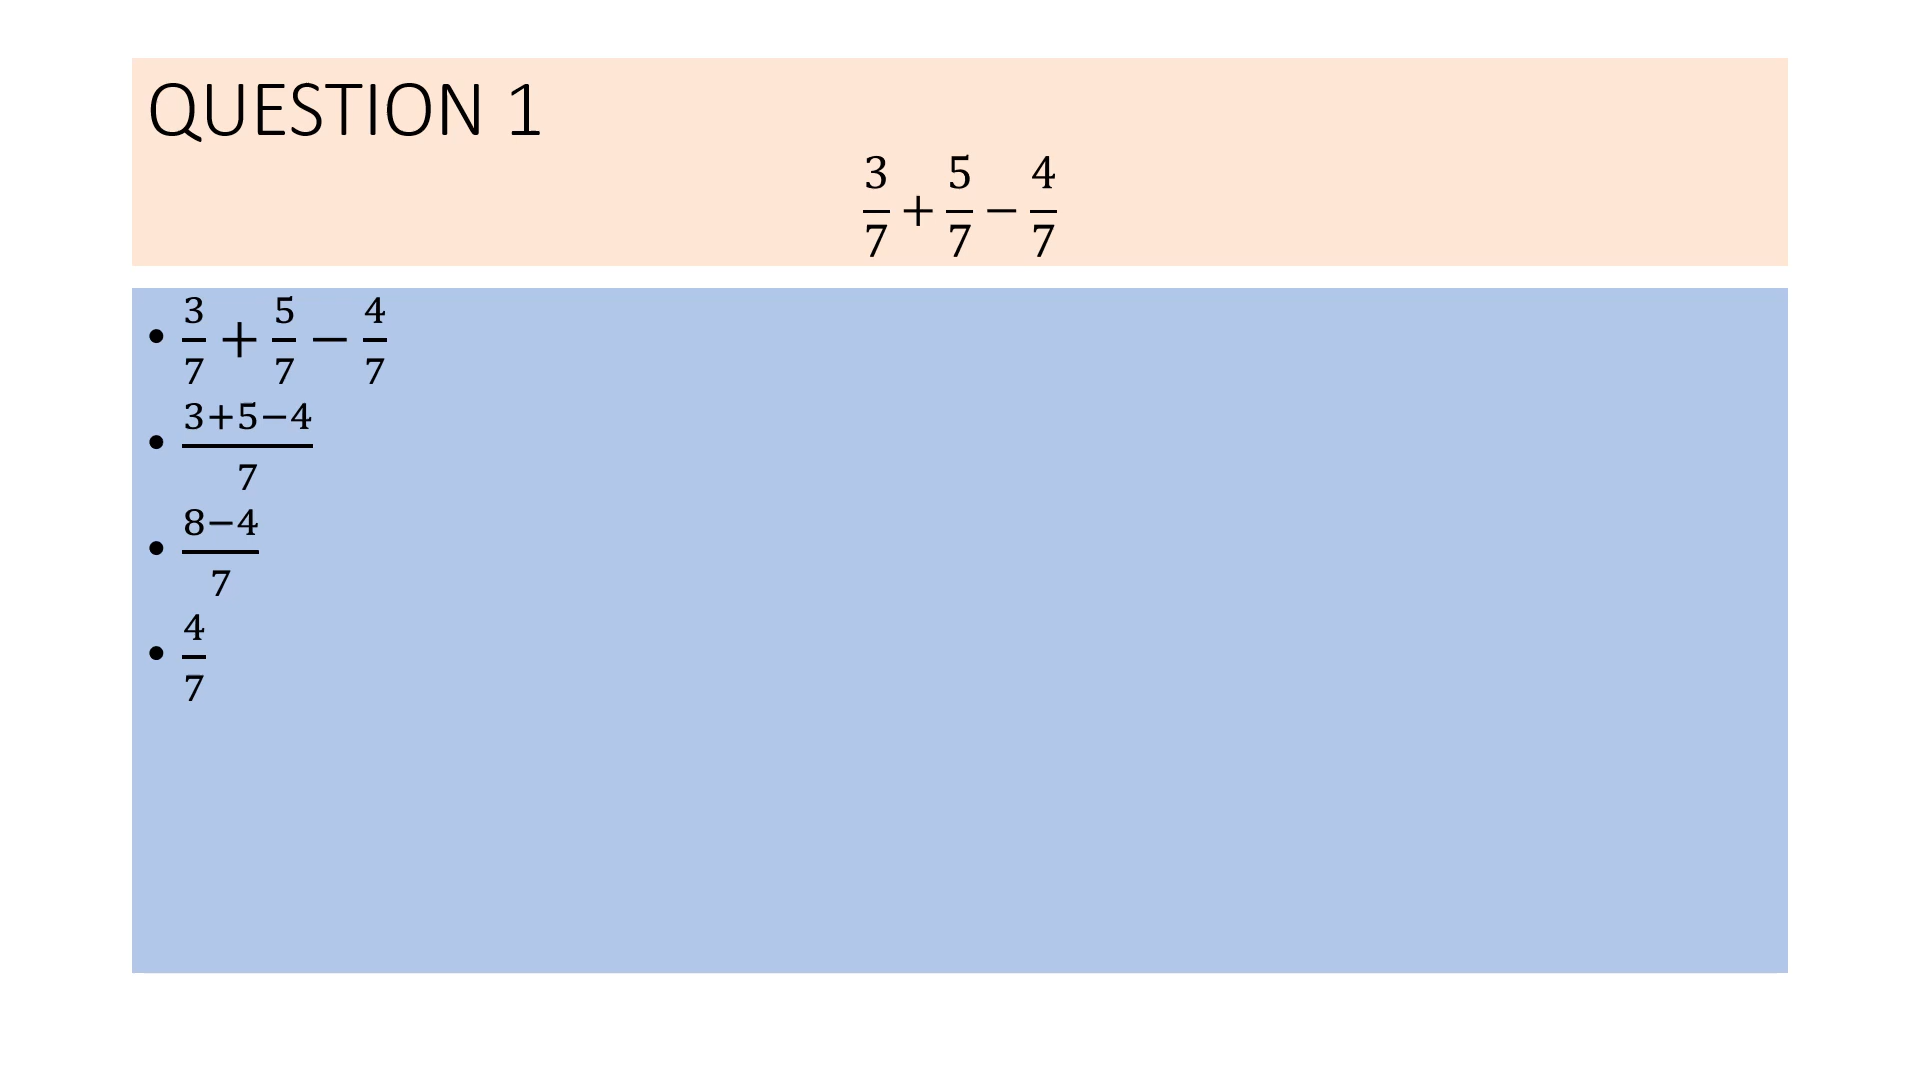 QUESTION 1
3/7 + 5/7 − 4/7
• 3/7 + 5/7 − 4/7
• (3+5−4)/7
• (8−4)/7
• 4/7